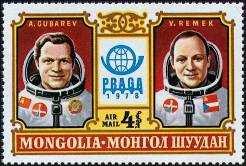 A. GUBAREV
V. REMEK
PRAGA
1978
AIR
MAIL 4₮
MONGOLIA-МОНГОЛ ШУУДАН